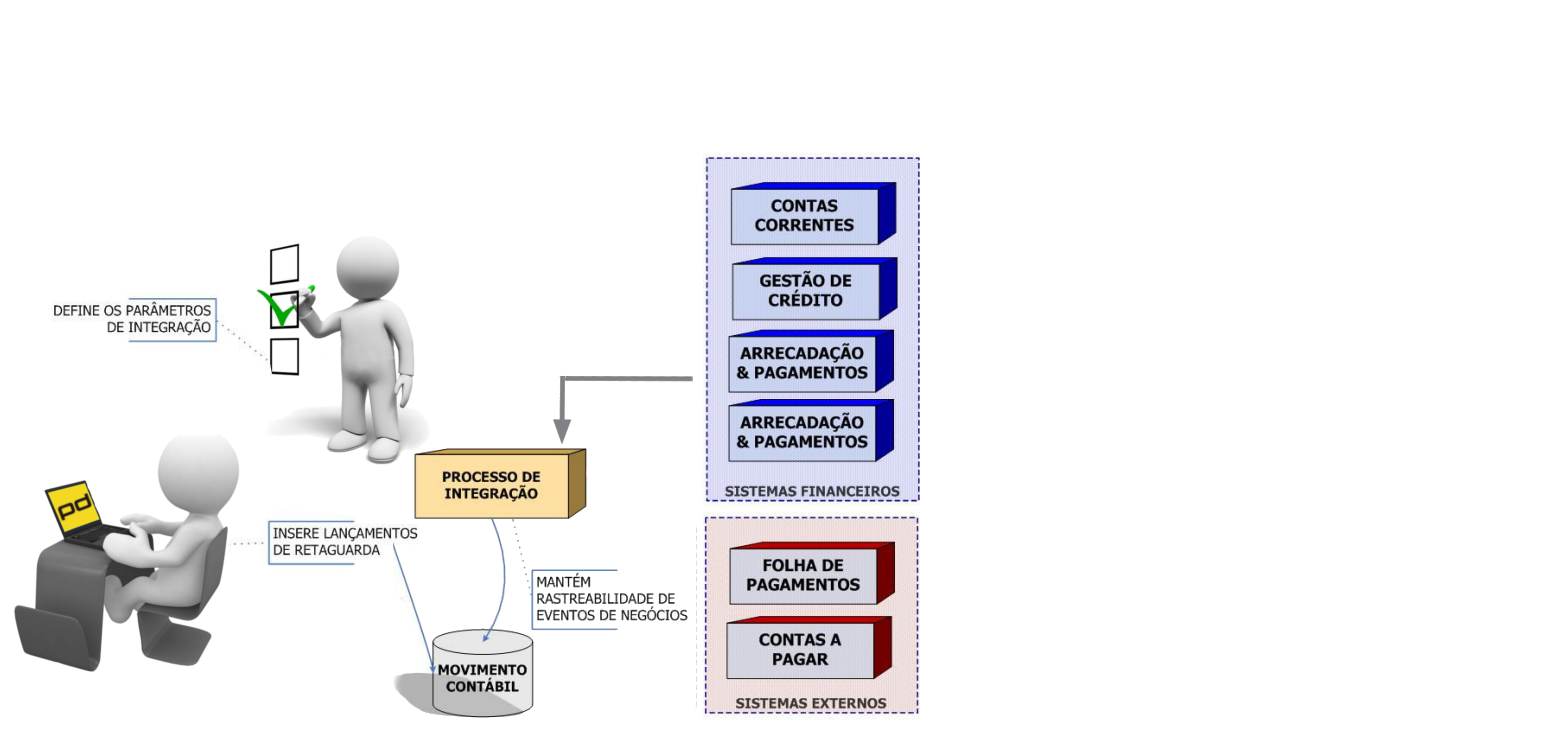 CONTAS
CORRENTES
GESTÃO DE
CRÉDITO
ARRECADAÇÃO
& PAGAMENTOS
ARRECADAÇÃO
& PAGAMENTOS
SISTEMAS FINANCEIROS
DEFINE OS PARÂMETROS
DE INTEGRAÇÃO
PROCESSO DE
INTEGRAÇÃO
pd
INSERE LANÇAMENTOS
DE RETAGUARDA
MANTÉM
RASTREABILIDADE DE
EVENTOS DE NEGÓCIOS
MOVIMENTO
CONTÁBIL
FOLHA DE
PAGAMENTOS
CONTAS A
PAGAR
SISTEMAS EXTERNOS